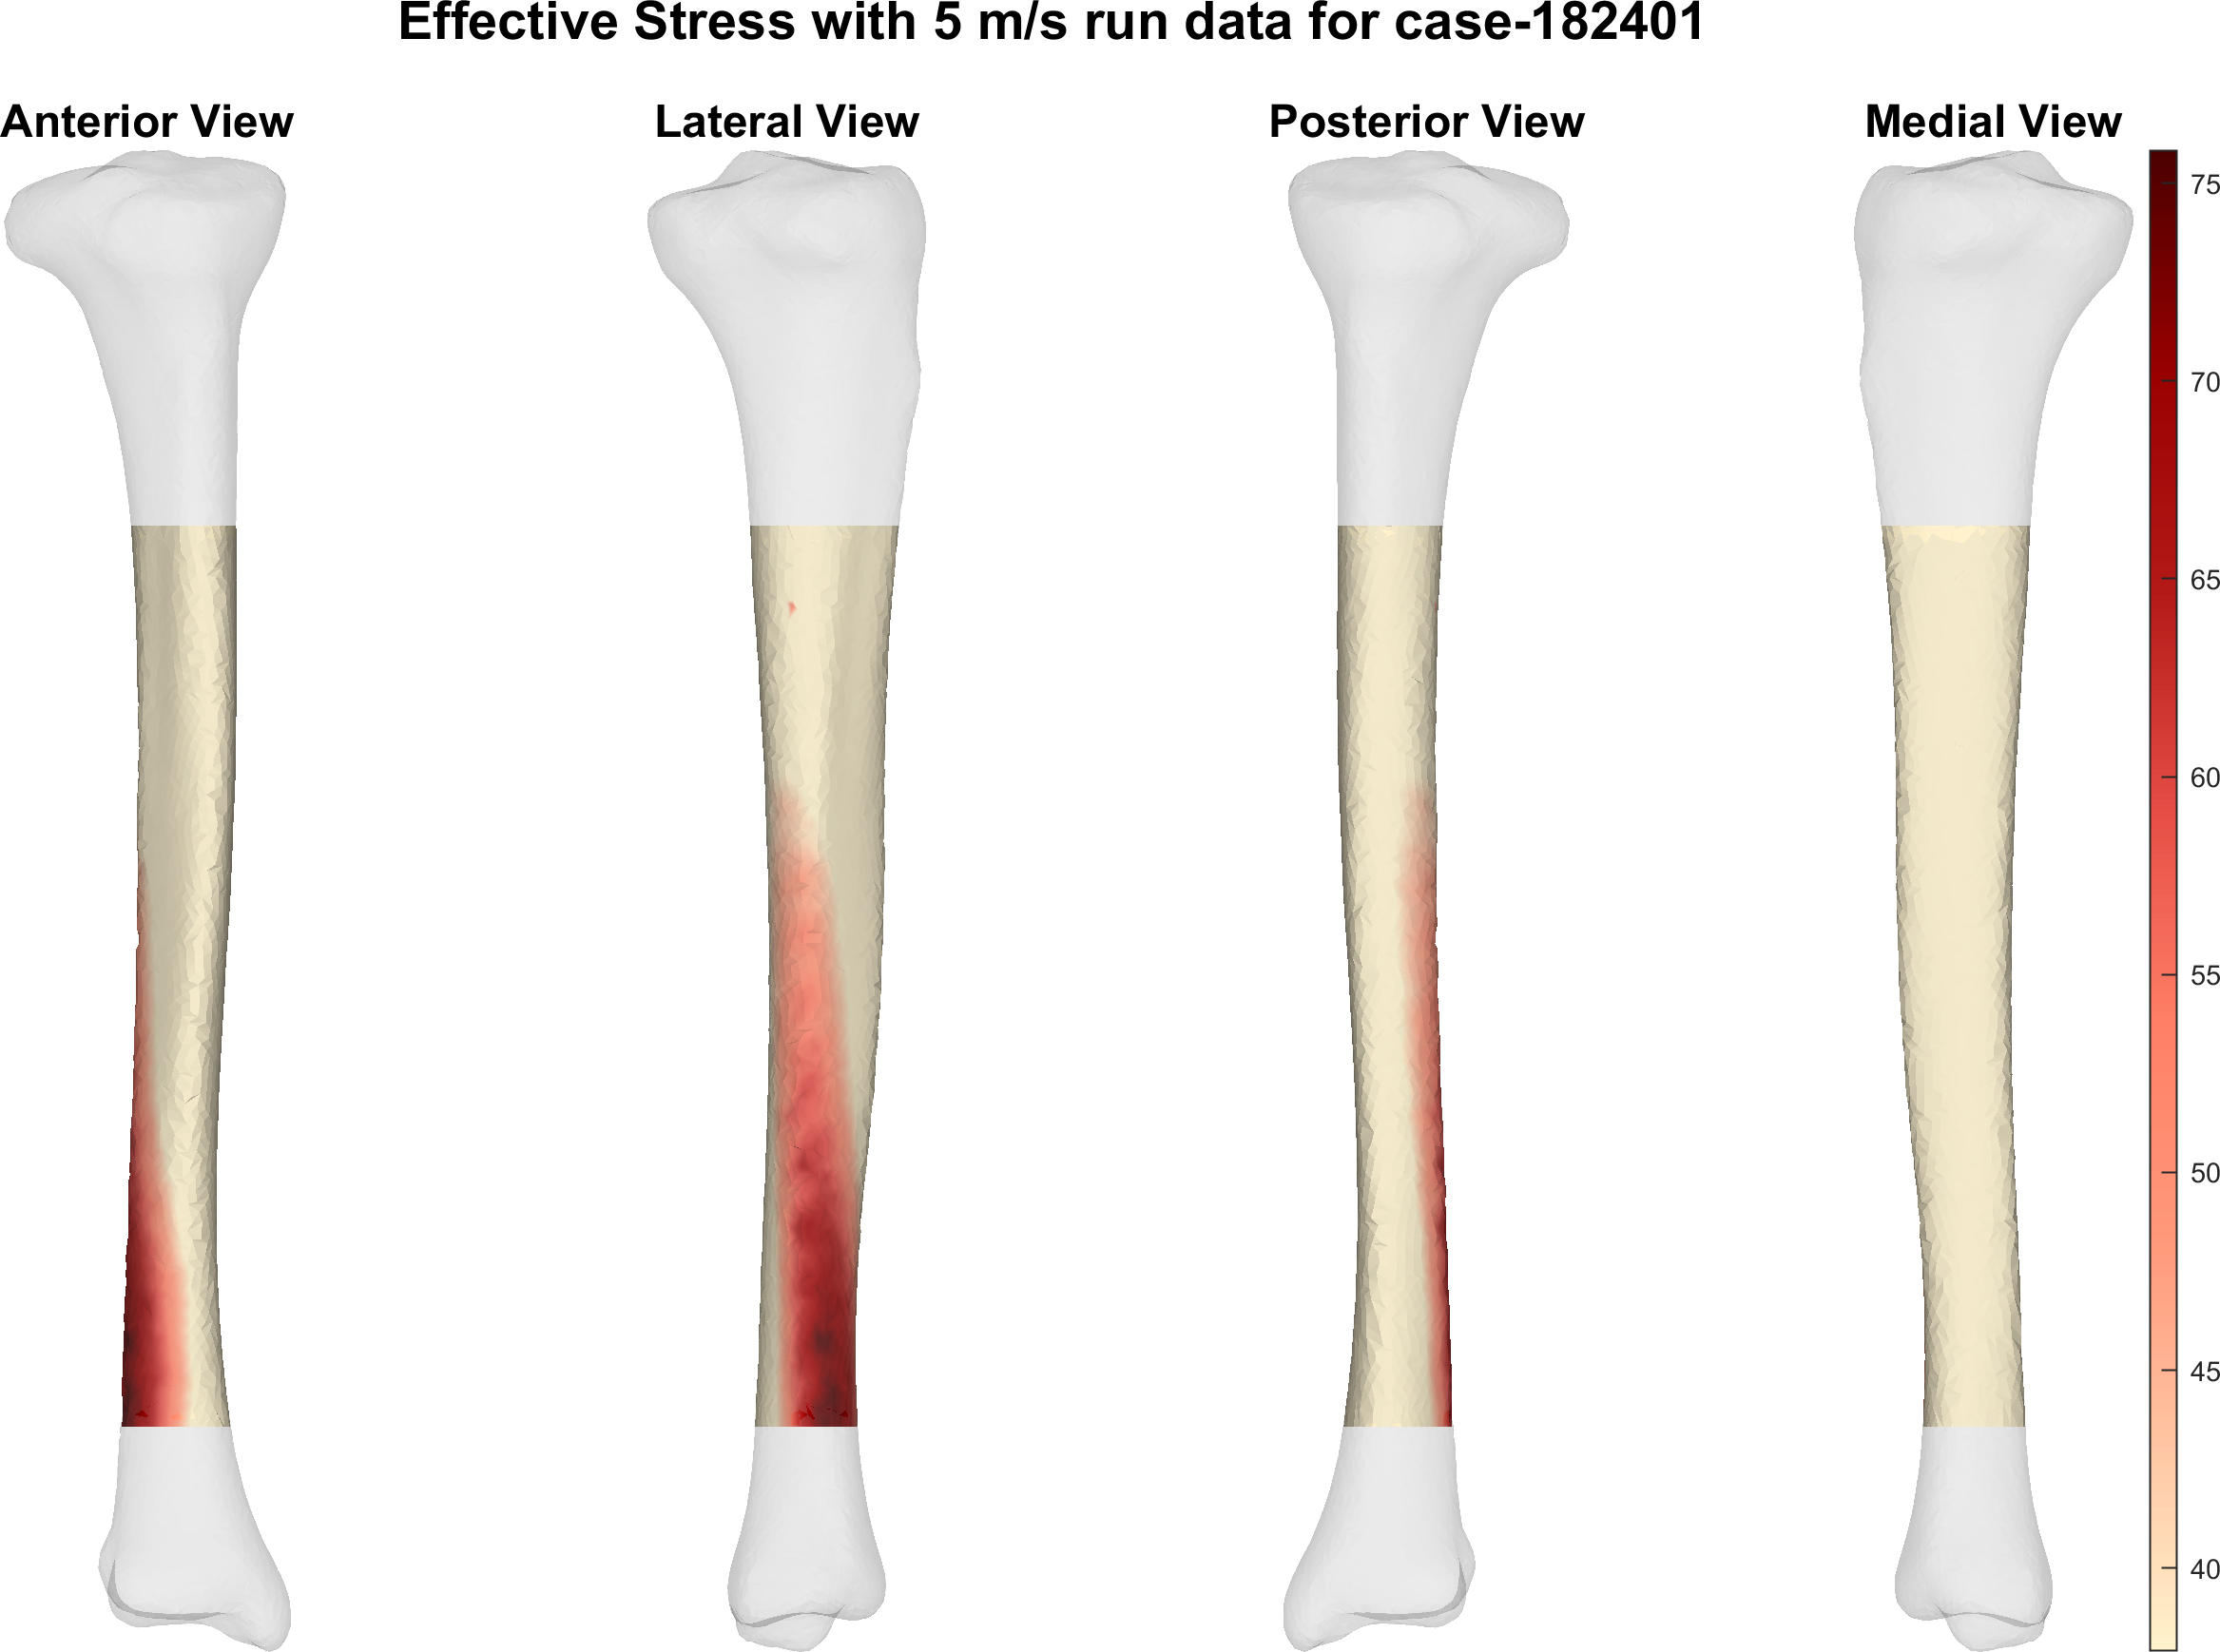 Effective Stress with 5 m/s run data for case-182401
Anterior View
Lateral View
Posterior View
Medial View
75
70
65
60
55
50
45
40